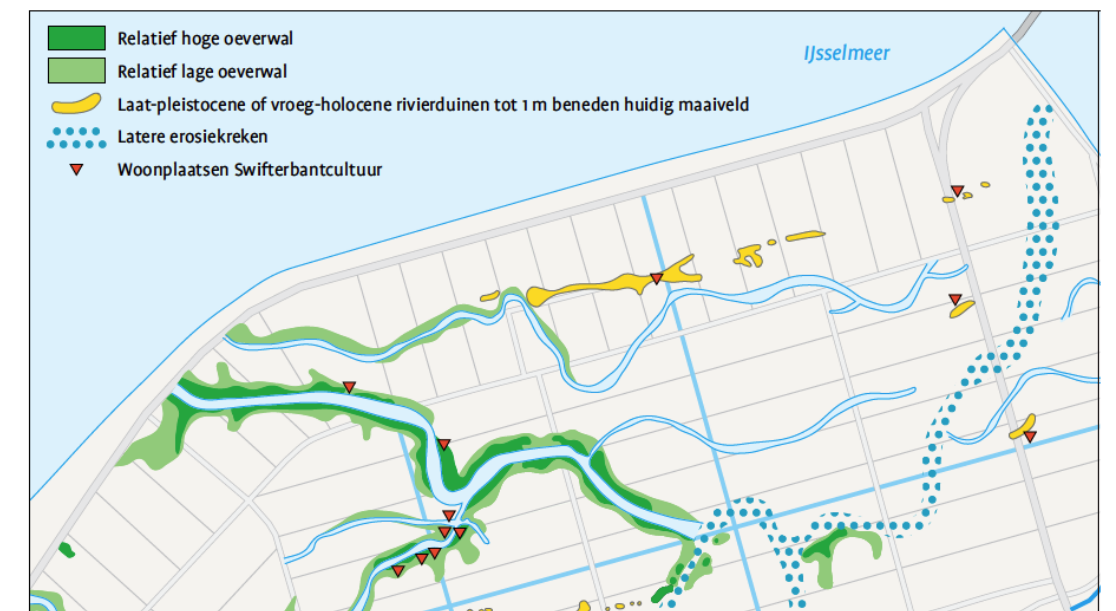 Relatief hoge oeverwal
Relatief lage oeverwal
Laat-pleistocene of vroeg-holocene rivierduinen tot 1 m beneden huidig maaiveld
Latere erosiekreken
Woonplaatsen Swifterbantcultuur
IJsselmeer